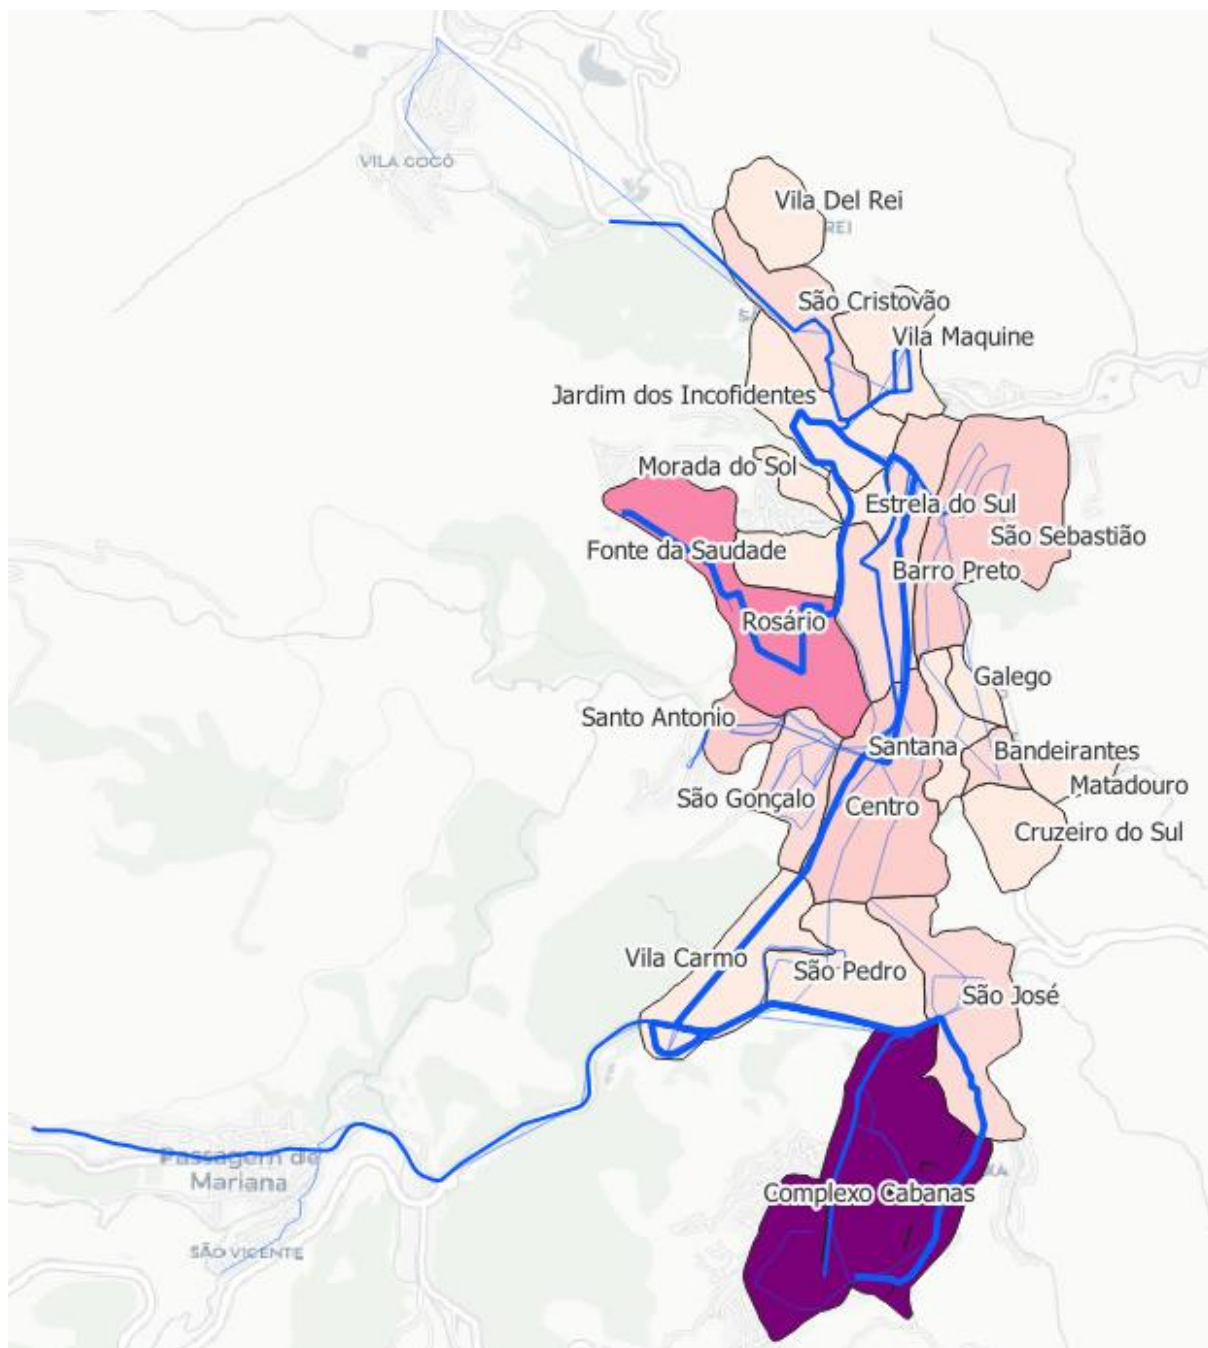 VILA GOGÔ
Vila Del Rei
REI
São Cristovão
Vila Maquine
Jardim dos Incofidentes
Morada do Sol
Estrela do Sul
São Sebastião
Fonte da Saudade
Barro Preto
Rosário
Galego
Santo Antonio
Santana
Bandeirantes
Matadouro
São Gonçalo
Centro
Cruzeiro do Sul
Vila Carmo
São Pedro
São José
Passagem de
Mariana
Complexo Cabanas
SÃO VICENTE